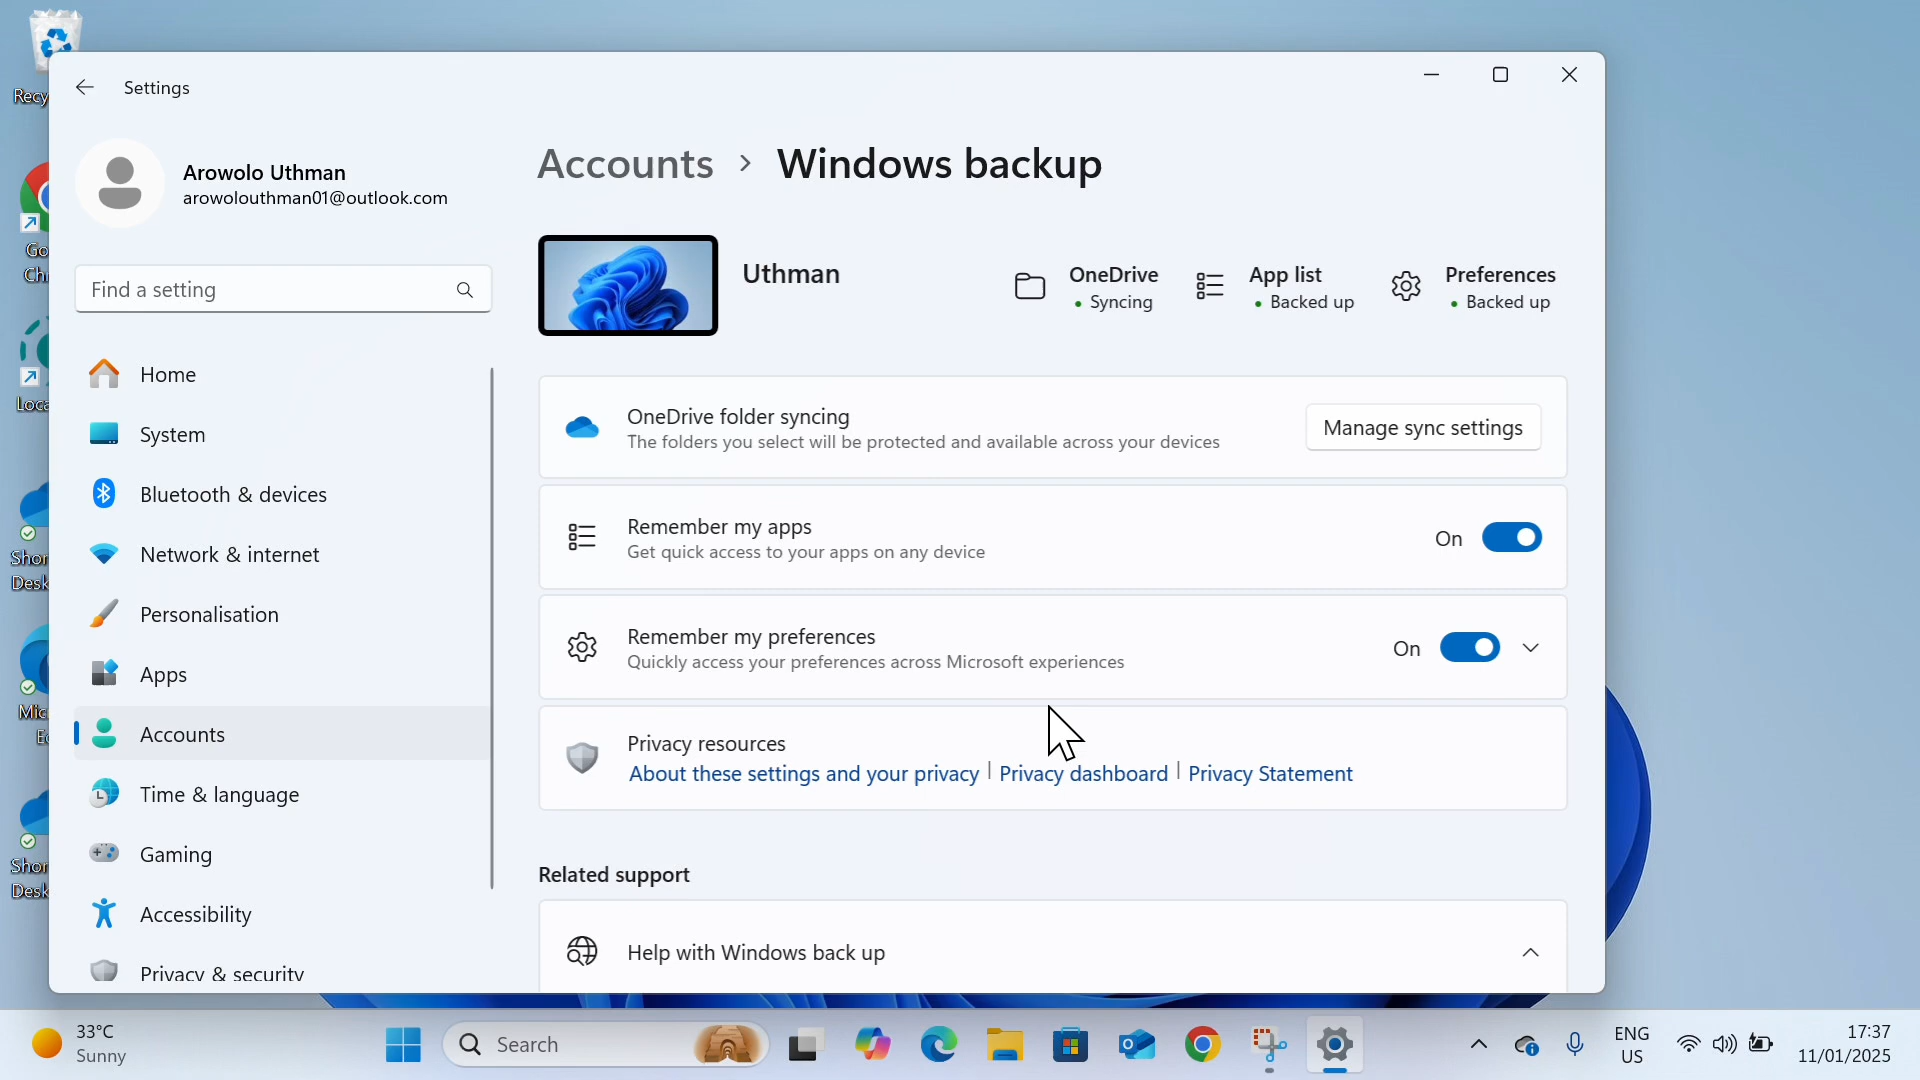 Recy
Go
Ch
Loca
Shor
Desk
Mic
E
Shor
Desk
Settings
Arowolo Uthman
arowolouthman01@outlook.com
Find a setting
Home
System
Bluetooth & devices
Network & internet
Personalisation
Apps
Accounts
Time & language
Gaming
Accessibility
Privacy & security
Accounts > Windows backup
Uthman
OneDrive
• Syncing
App list
• Backed up
Preferences
• Backed up
OneDrive folder syncing
The folders you select will be protected and available across your devices
Manage sync settings
Remember my apps
Get quick access to your apps on any device
On
Remember my preferences
Quickly access your preferences across Microsoft experiences
On
Privacy resources
About these settings and your privacy | Privacy dashboard | Privacy Statement
Related support
Help with Windows back up
33°C
Sunny
Search
ENG
US
17:37
11/01/2025